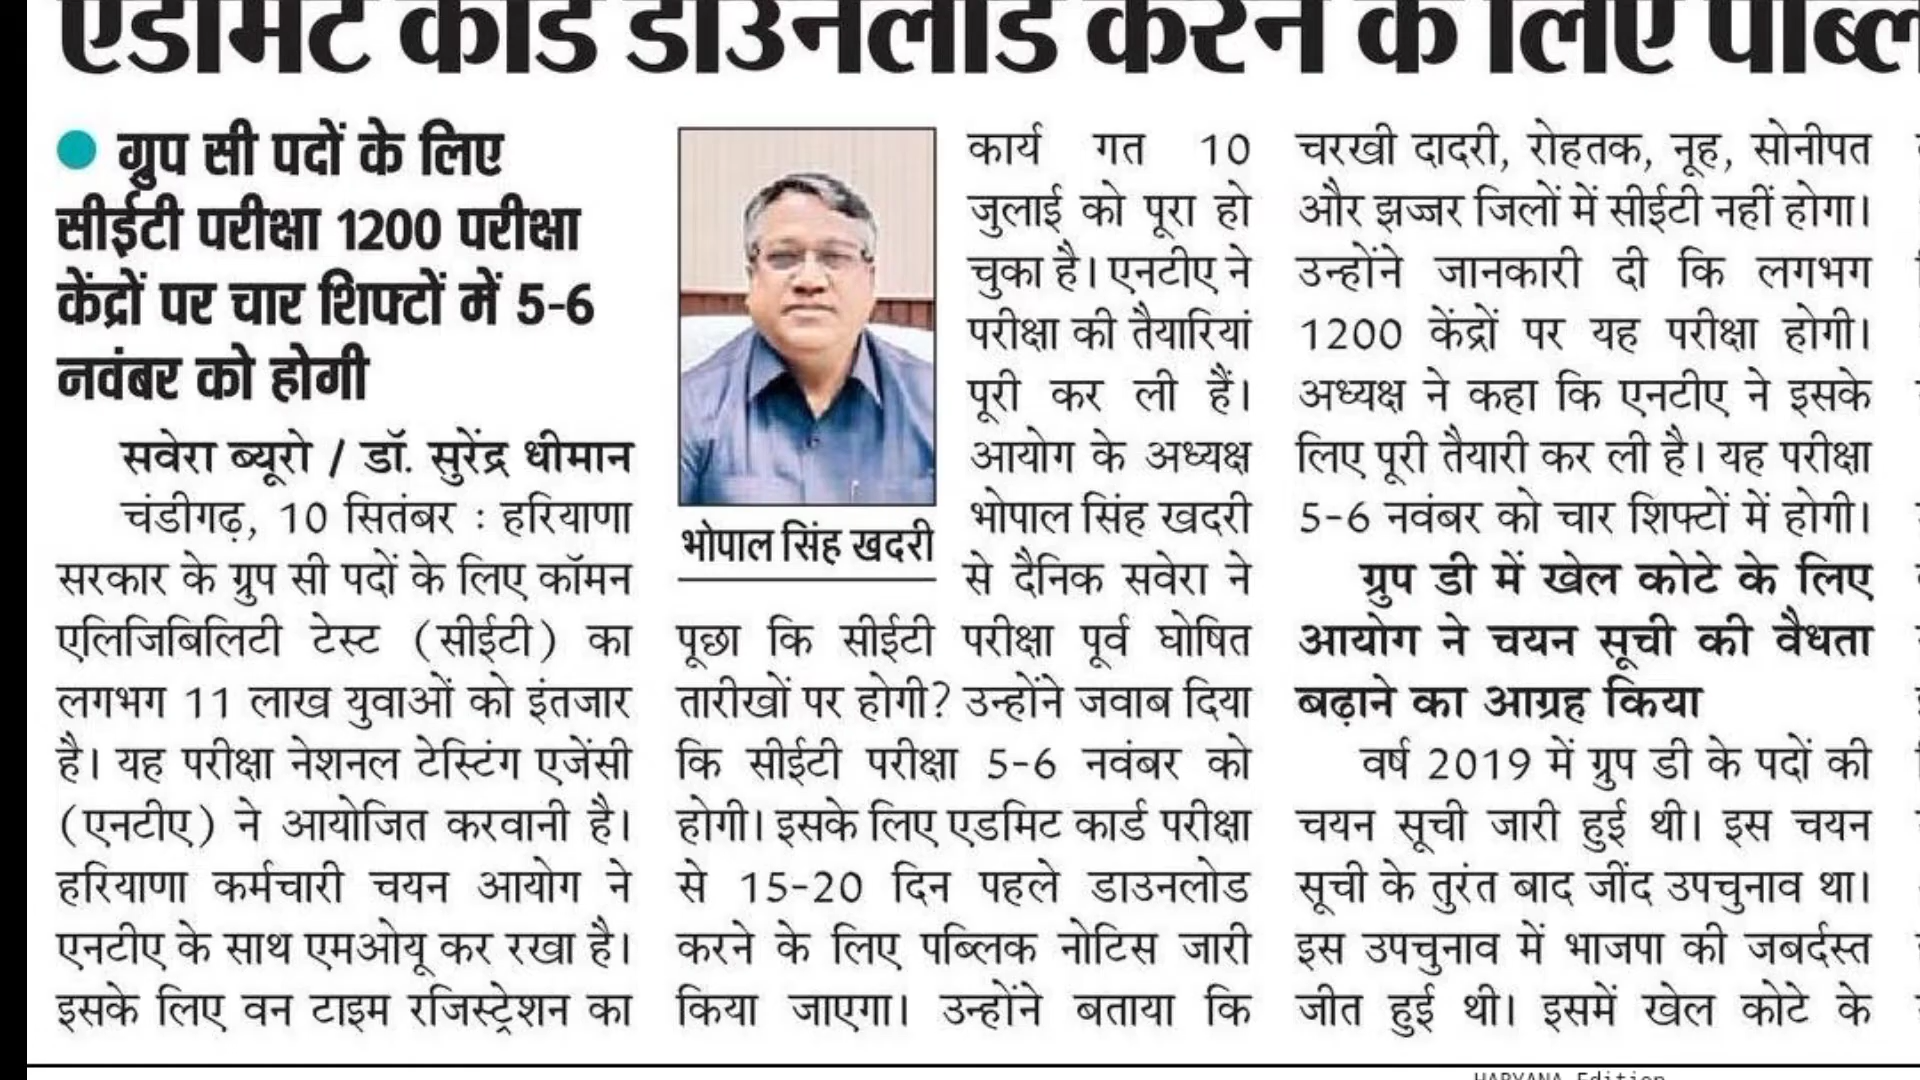 एडमिट कार्ड डाउनलोड करने के लिए
● ग्रुप सी पदों के लिए
सीईटी परीक्षा 1200 परीक्षा
केंद्रों पर चार शिफ्टों में 5-6
नवंबर को होगी
सवेरा ब्यूरो / डॉ. सुरेंद्र धीमान
चंडीगढ़, 10 सितंबर : हरियाणा
सरकार के ग्रुप सी पदों के लिए कॉमन
एलिजिबिलिटी टेस्ट (सीईटी) का
लगभग 11 लाख युवाओं को इंतजार
है। यह परीक्षा नेशनल टेस्टिंग एजेंसी
(एनटीए) ने आयोजित करवानी है।
हरियाणा कर्मचारी चयन आयोग ने
एनटीए के साथ एमओयू कर रखा है।
इसके लिए वन टाइम रजिस्ट्रेशन का
भोपाल सिंह खदरी
कार्य गत 10
जुलाई को पूरा हो
चुका है। एनटीए ने
परीक्षा की तैयारियां
पूरी कर ली हैं।
आयोग के अध्यक्ष
भोपाल सिंह खदरी
से दैनिक सवेरा ने
पूछा कि सीईटी परीक्षा पूर्व घोषित
तारीखों पर होगी? उन्होंने जवाब दिया
कि सीईटी परीक्षा 5-6 नवंबर को
होगी। इसके लिए एडमिट कार्ड परीक्षा
से 15-20 दिन पहले डाउनलोड
करने के लिए पब्लिक नोटिस जारी
किया जाएगा। उन्होंने बताया कि
चरखी दादरी, रोहतक, नूह, सोनीपत
और झज्जर जिलों में सीईटी नहीं होगा।
उन्होंने जानकारी दी कि लगभग
1200 केंद्रों पर यह परीक्षा होगी।
अध्यक्ष ने कहा कि एनटीए ने इसके
लिए पूरी तैयारी कर ली है। यह परीक्षा
5-6 नवंबर को चार शिफ्टों में होगी।
ग्रुप डी में खेल कोटे के लिए
आयोग ने चयन सूची की वैधता
बढ़ाने का आग्रह किया
वर्ष 2019 में ग्रुप डी के पदों की
चयन सूची जारी हुई थी। इस चयन
सूची के तुरंत बाद जींद उपचुनाव था।
इस उपचुनाव में भाजपा की जबर्दस्त
जीत हुई थी। इसमें खेल कोटे के
HARYANA Edition